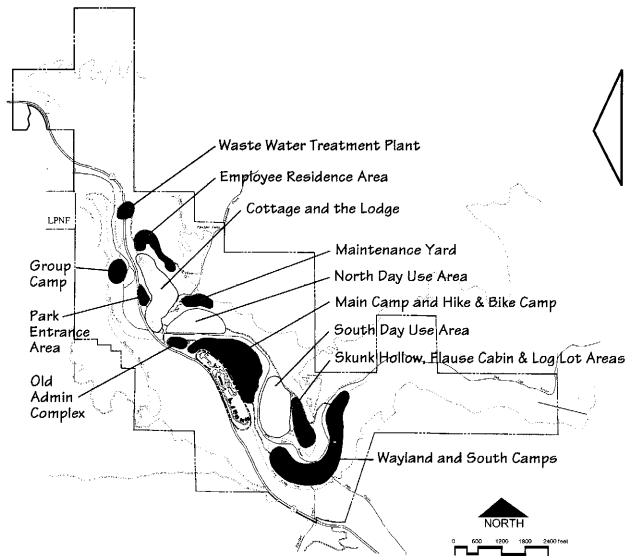 Waste Water Treatment Plant
Employee Residence Area
Cottage and the Lodge
LPNF
Maintenance Yard
Group
Camp
North Day Use Area
Main Camp and Hike & Bike Camp
Park
Entrance
Area
South Day Use Area
Skunk Hollow, Flause Cabin & Log Lot Areas
Old
Admin
Complex
Wayland and South Camps
NORTH
0 600 1200 1800 2400 feet